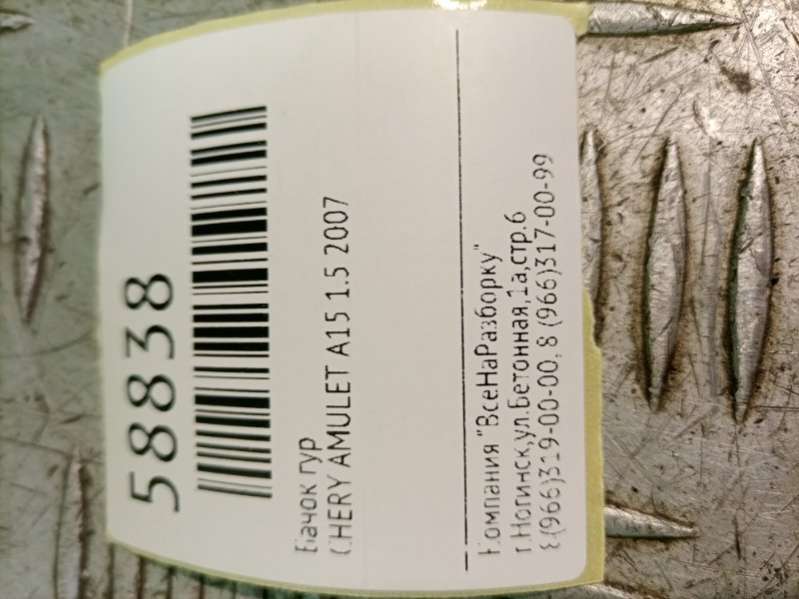 58838
Бачок гур
CHERY AMULET A15 1.5 2007
Компания "ВсеНаРазборку"
г.Ногинск,ул.Бетонная,1а,стр.6
8(966)319-00-00, 8 (966)317-00-99